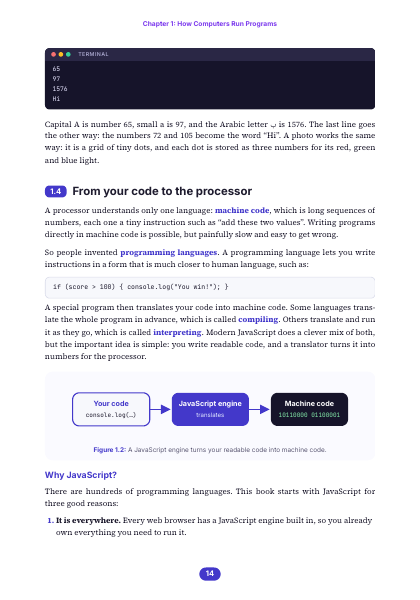 Chapter 1: How Computers Run Programs
TERMINAL
65
97
1576
Hi
Capital A is number 65, small a is 97, and the Arabic letter ب is 1576. The last line goes
the other way: the numbers 72 and 105 become the word “Hi”. A photo works the same
way: it is a grid of tiny dots, and each dot is stored as three numbers for its red, green
and blue light.
1.4 From your code to the processor
A processor understands only one language: machine code, which is long sequences of
numbers, each one a tiny instruction such as “add these two values”. Writing programs
directly in machine code is possible, but painfully slow and easy to get wrong.
So people invented programming languages. A programming language lets you write
instructions in a form that is much closer to human language, such as:
if (score > 100) { console.log("You win!"); }
A special program then translates your code into machine code. Some languages trans-
late the whole program in advance, which is called compiling. Others translate and run
it as they go, which is called interpreting. Modern JavaScript does a clever mix of both,
but the important idea is simple: you write readable code, and a translator turns it into
numbers for the processor.
Your code
console.log(…)
JavaScript engine
translates
Machine code
10110000 01100001
Figure 1.2: A JavaScript engine turns your readable code into machine code.
Why JavaScript?
There are hundreds of programming languages. This book starts with JavaScript for
three good reasons:
1. It is everywhere. Every web browser has a JavaScript engine built in, so you already
own everything you need to run it.
14